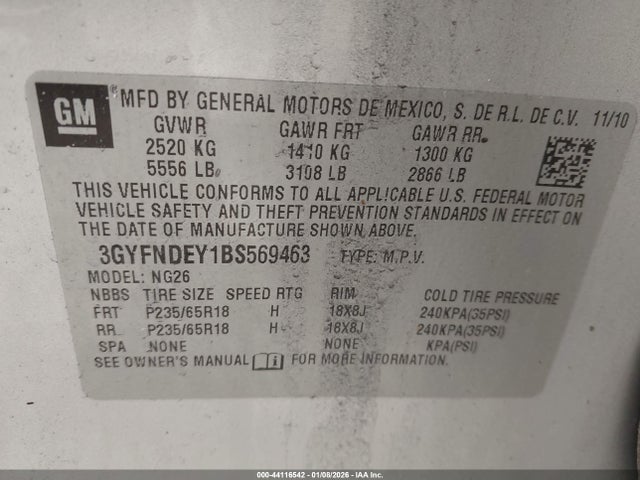 GM MFD BY GENERAL MOTORS DE MEXICO, S. DE R.L. DE C.V. 11/10
GVWR GAWR FRT GAWR RR.
2520 KG 1410 KG 1300 KG
5556 LB 3108 LB 2866 LB
THIS VEHICLE CONFORMS TO ALL APPLICABLE U.S. FEDERAL MOTOR
VEHICLE SAFETY AND THEFT PREVENTION STANDARDS IN EFFECT ON
THE DATE OF MANUFACTURE SHOWN ABOVE.
3GYFNDEY1BS569463 TYPE: M.P.V.
MODEL: NG26
NBBS TIRE SIZE SPEED RTG RIM COLD TIRE PRESSURE
FRT P235/65R18 H 18X8J 240KPA(35PSI)
RR P235/65R18 H 18X8J 240KPA(35PSI)
SPA NONE NONE KPA(PSI)
SEE OWNER'S MANUAL FOR MORE INFORMATION.
000-44116542 - 01/08/2026 - IAAI, Inc.